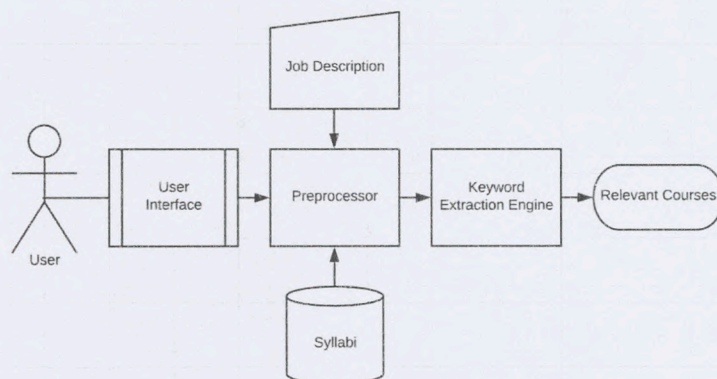 Job Description
User
Interface
Preprocessor
Keyword
Extraction Engine
Relevant Courses
User
Syllabi